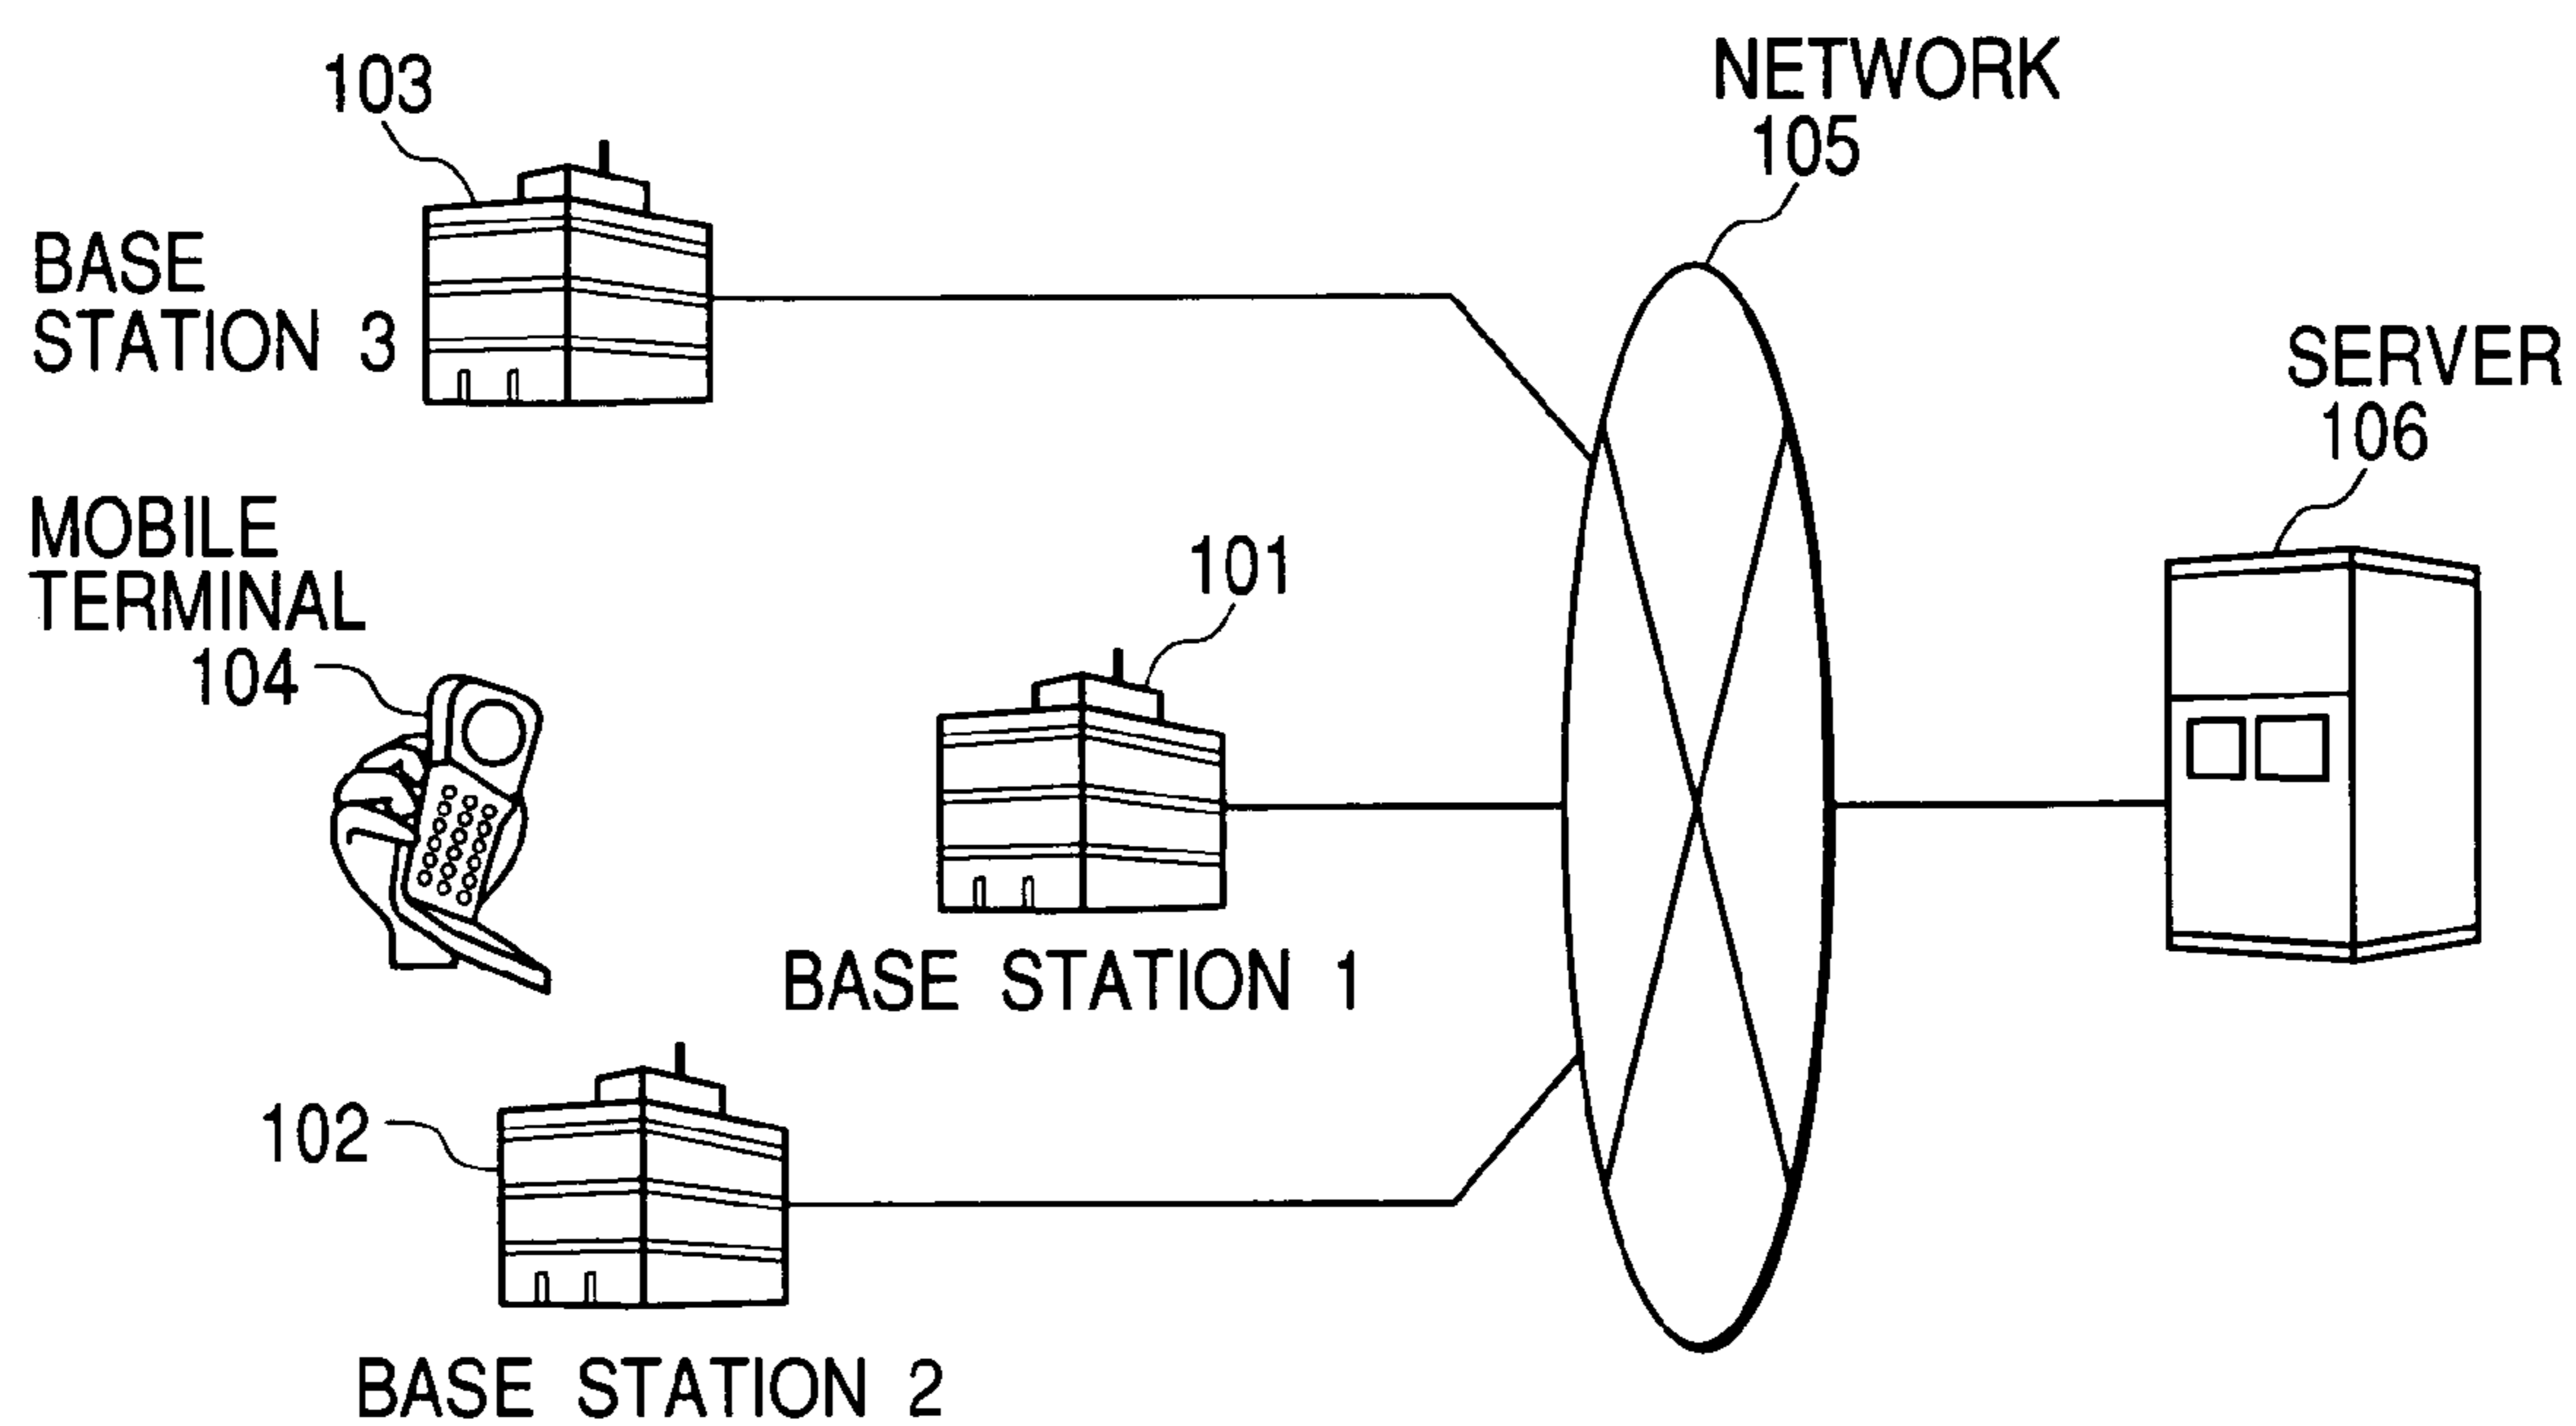 103
BASE
STATION 3
NETWORK
105
SERVER
106
MOBILE
TERMINAL
104
101
BASE STATION 1
102
BASE STATION 2